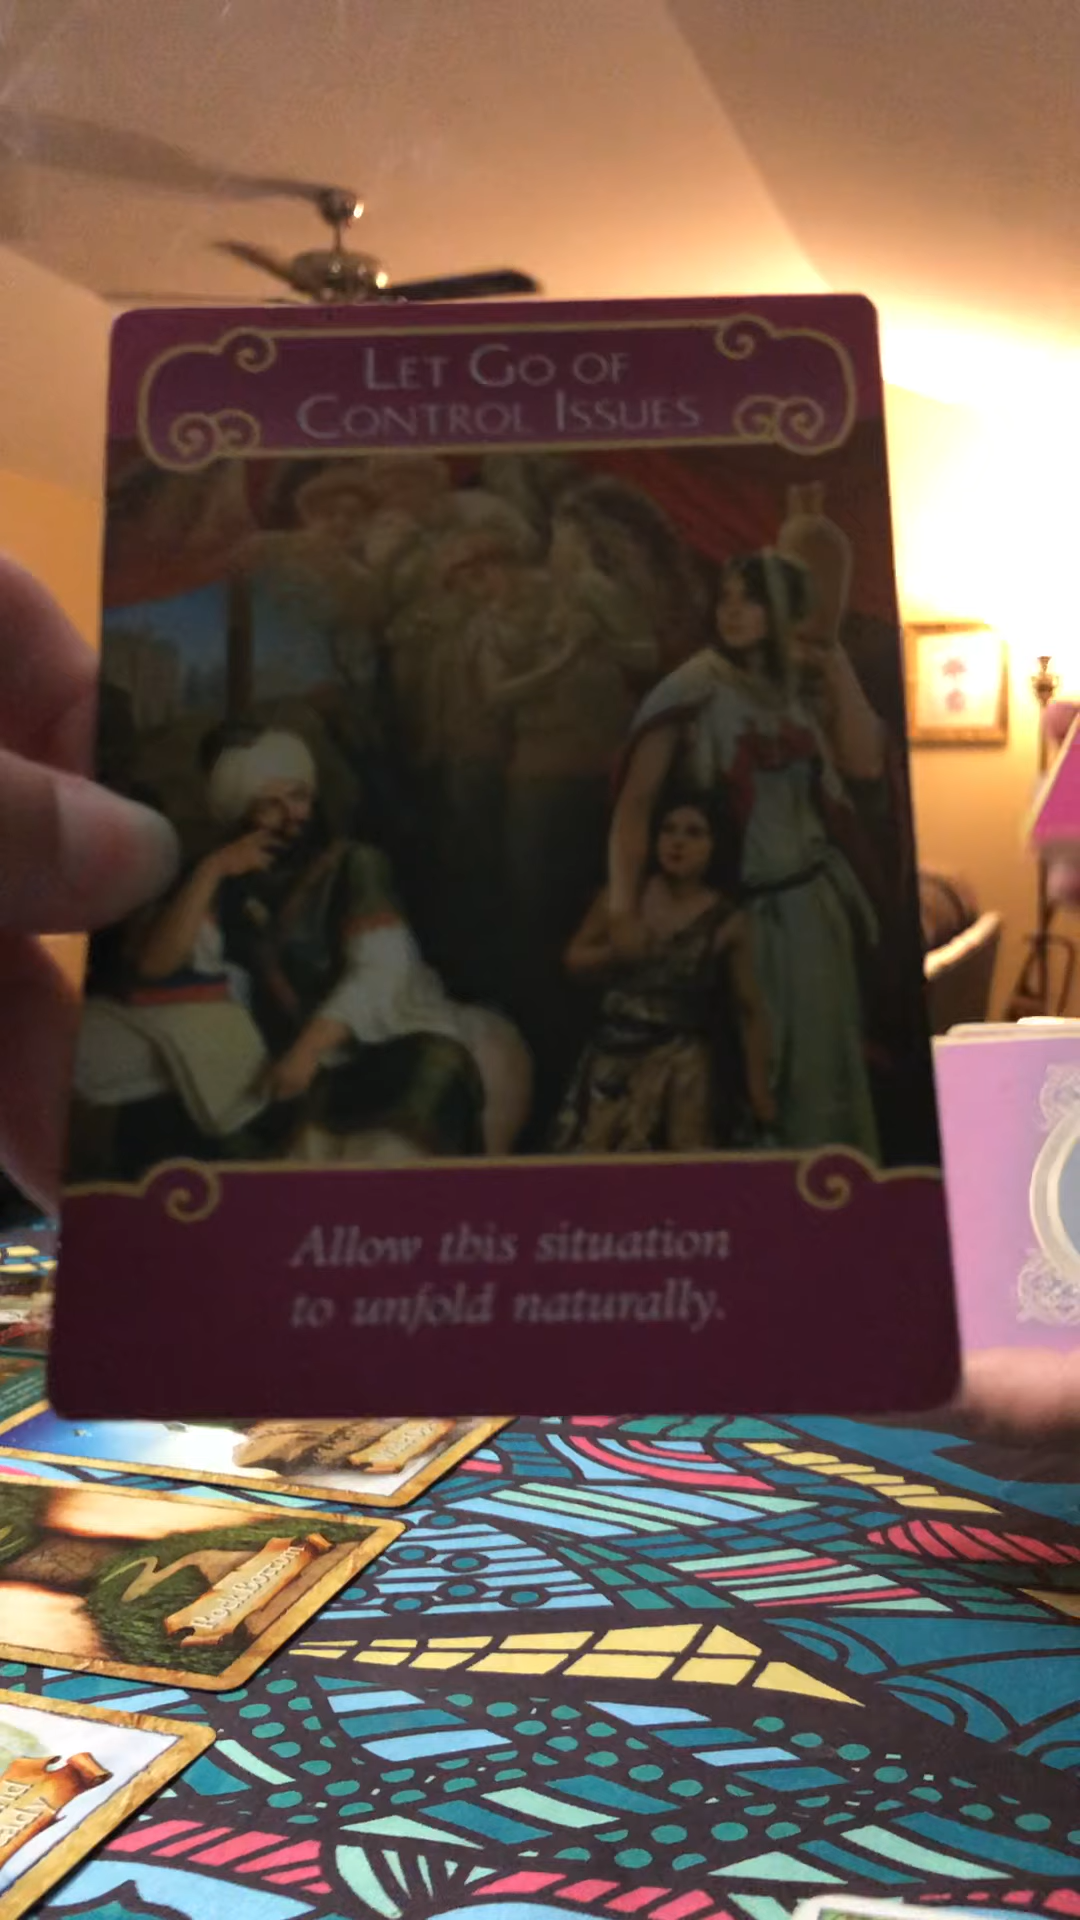 LET GO OF
CONTROL ISSUES
Allow this situation
to unfold naturally.